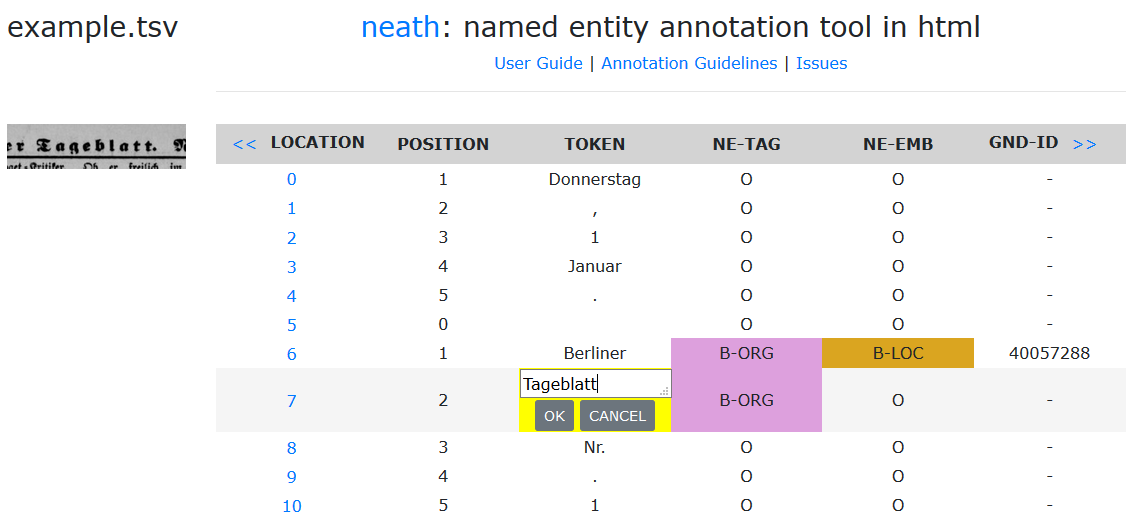 example.tsv
neath: named entity annotation tool in html
User Guide | Annotation Guidelines | Issues
er Tageblatt. N
<< LOCATION POSITION TOKEN NE-TAG NE-EMB GND-ID >>
0 1 Donnerstag O O -
1 2 , O O -
2 3 1 O O -
3 4 Januar O O -
4 5 . O O -
5 0 O O -
6 1 Berliner B-ORG B-LOC 40057288
7 2 Tageblatt B-ORG O -
OK CANCEL
8 3 Nr. O O -
9 4 . O O -
10 5 1 O O -